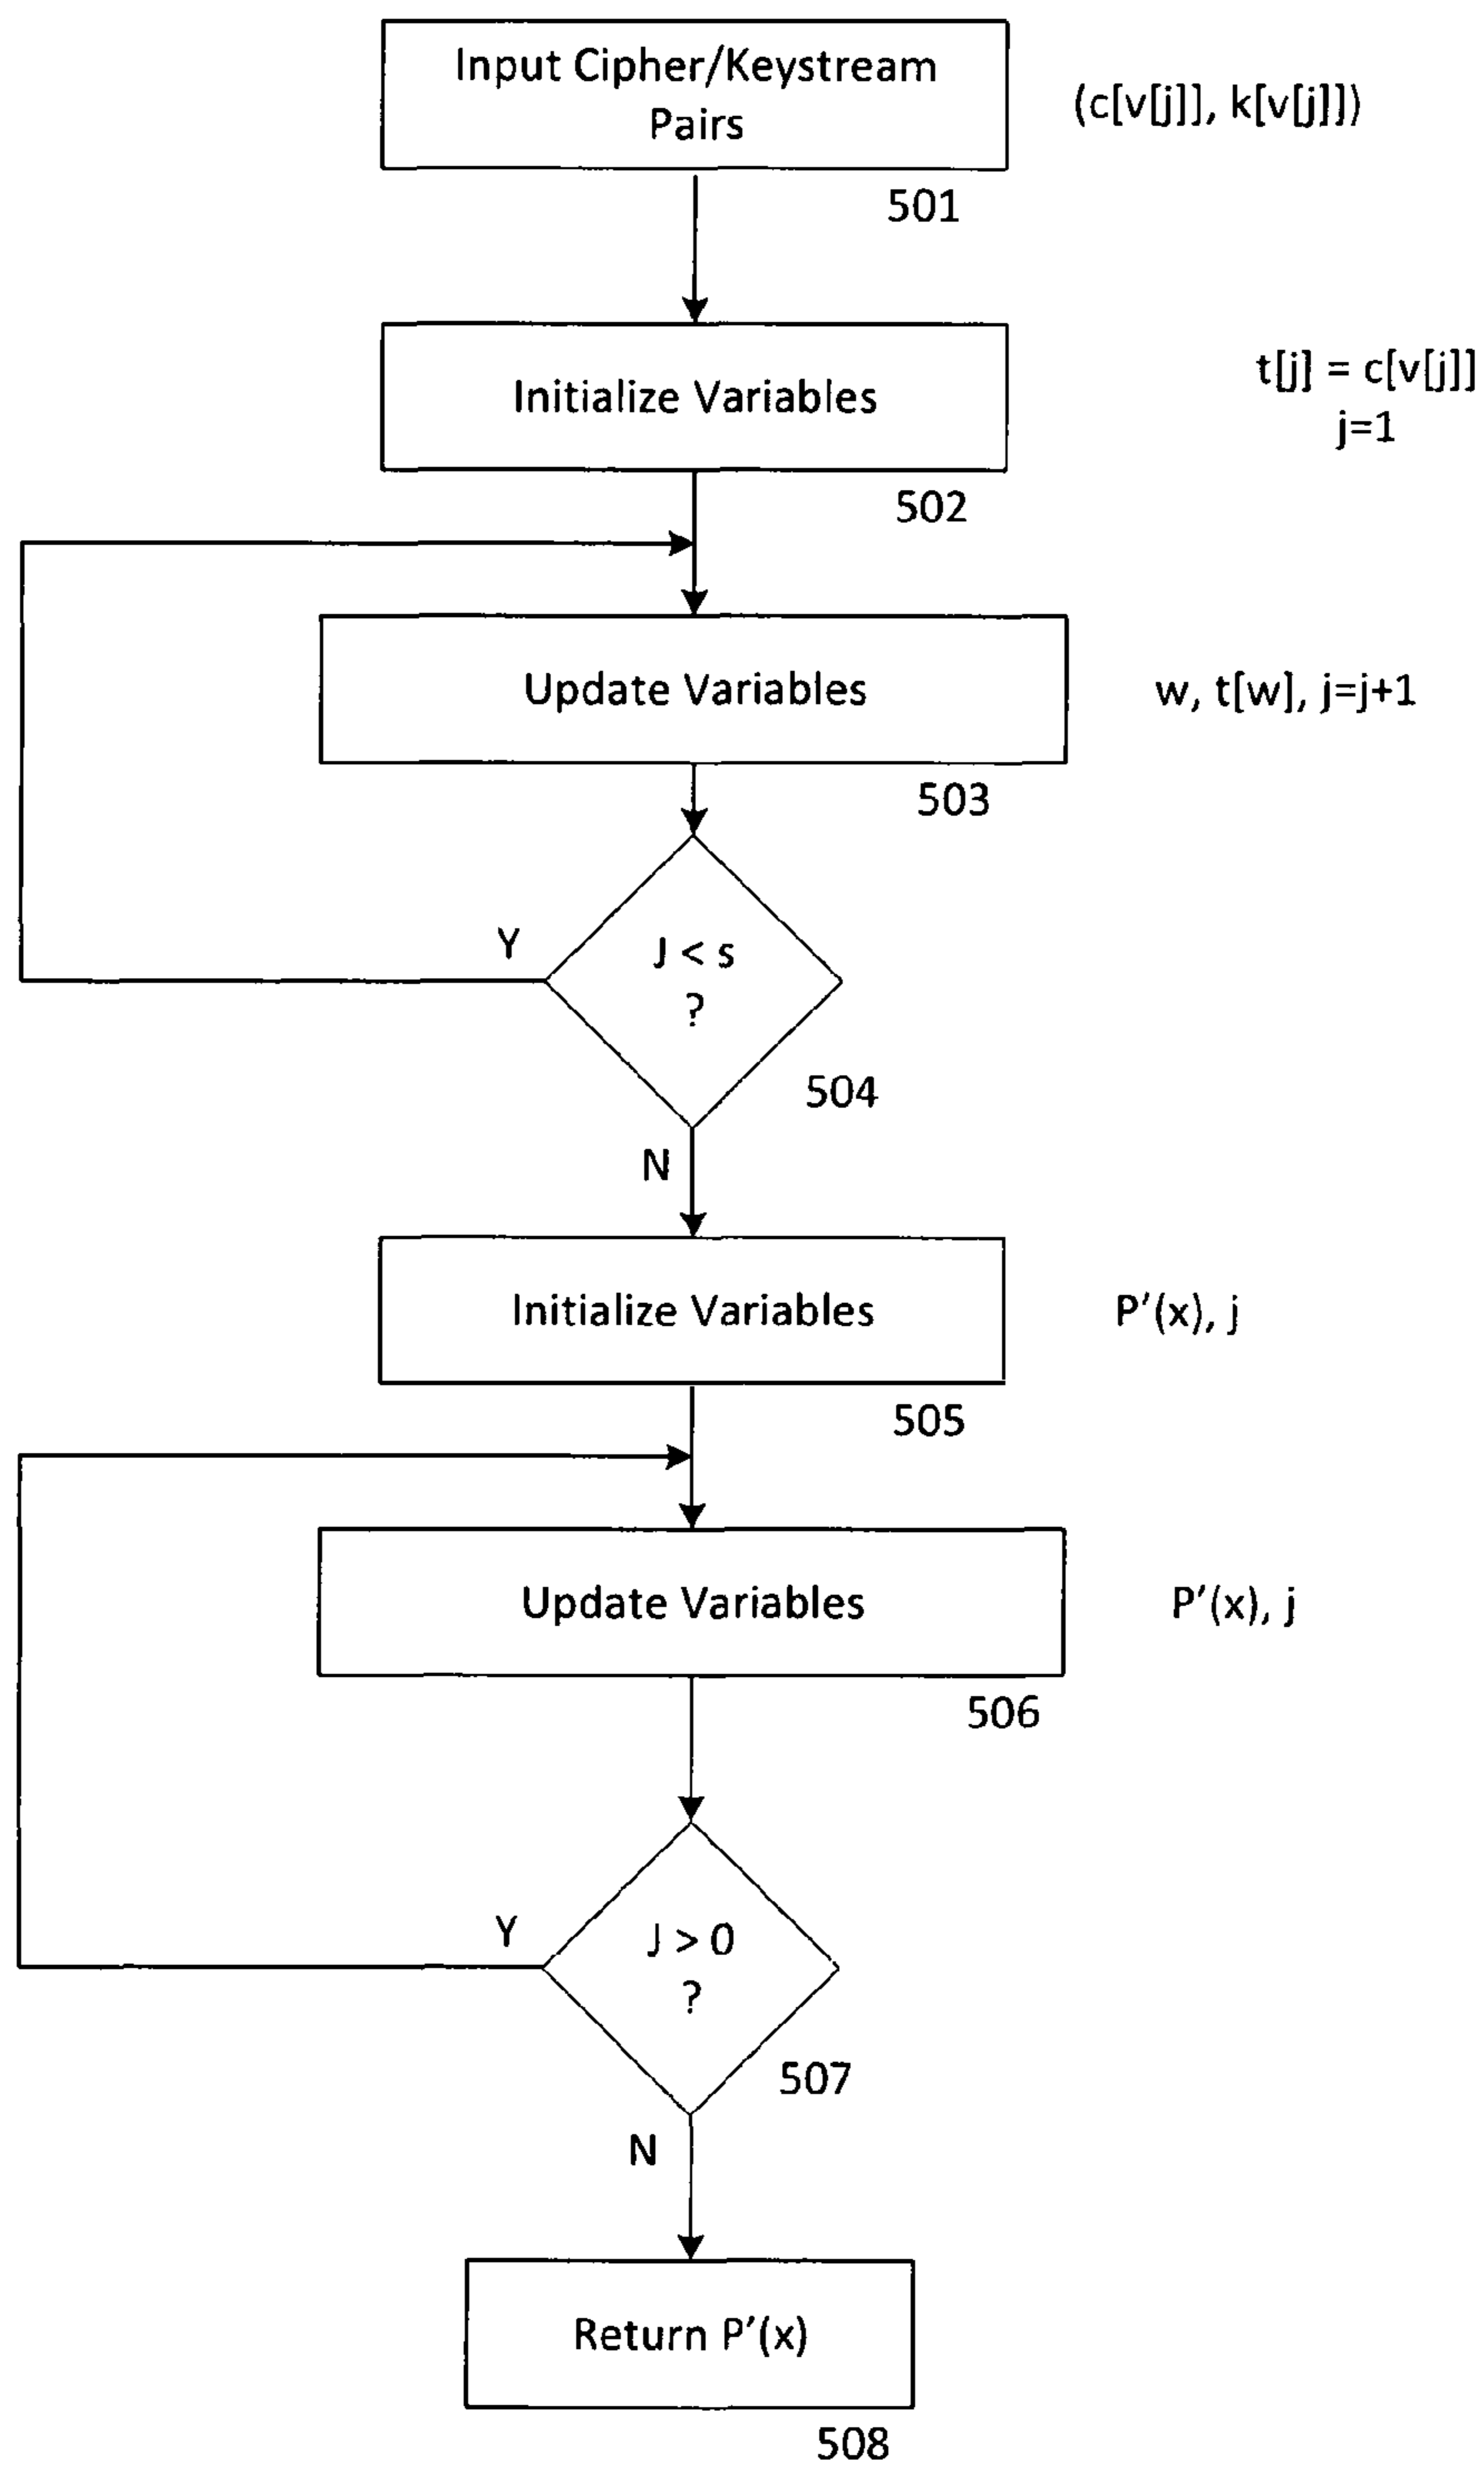 Input Cipher/Keystream
Pairs
(c[v[j]], k[v[j]])
501
Initialize Variables
t[j] = c[v[j]]
j=1
502
Update Variables
w, t[w], j=j+1
503
Y
J < s
?
504
N
Initialize Variables
P'(x), j
505
Update Variables
P'(x), j
506
Y
J > 0
?
507
N
Return P'(x)
508